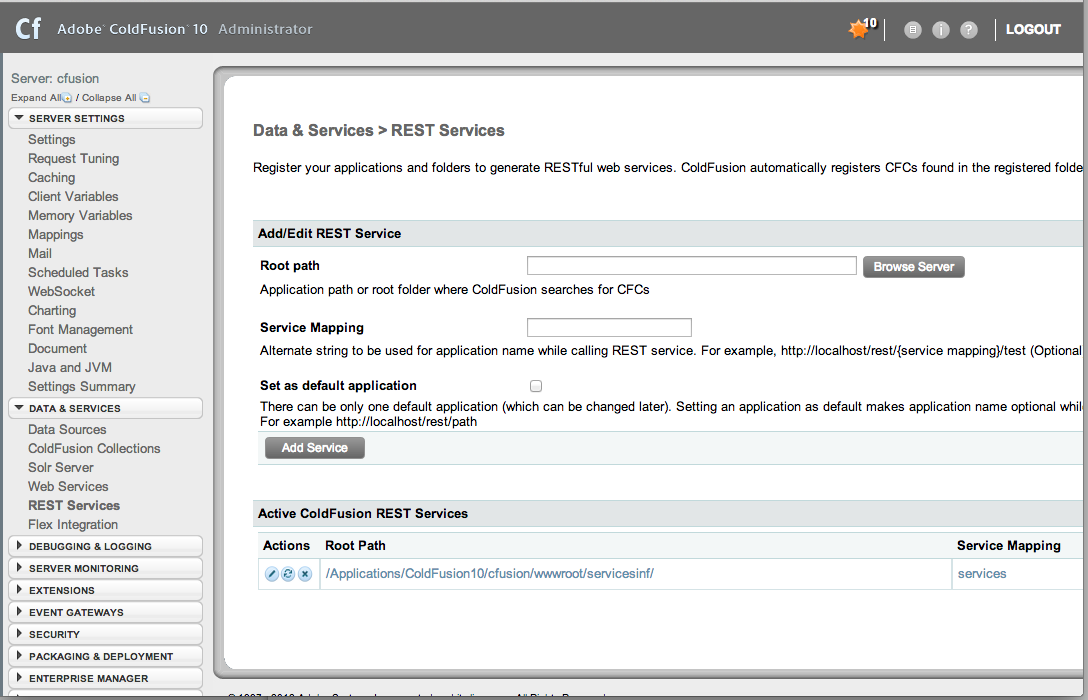 Cf Adobe® ColdFusion® 10 Administrator
10
LOGOUT
Server: cfusion
Expand All / Collapse All
SERVER SETTINGS
Settings
Request Tuning
Caching
Client Variables
Memory Variables
Mappings
Mail
Scheduled Tasks
WebSocket
Charting
Font Management
Document
Java and JVM
Settings Summary
DATA & SERVICES
Data Sources
ColdFusion Collections
Solr Server
Web Services
REST Services
Flex Integration
DEBUGGING & LOGGING
SERVER MONITORING
EXTENSIONS
EVENT GATEWAYS
SECURITY
PACKAGING & DEPLOYMENT
ENTERPRISE MANAGER
Data & Services > REST Services
Register your applications and folders to generate RESTful web services. ColdFusion automatically registers CFCs found in the registered folde
Add/Edit REST Service
Root path
Browse Server
Application path or root folder where ColdFusion searches for CFCs
Service Mapping
Alternate string to be used for application name while calling REST service. For example, http://localhost/rest/{service mapping}/test (Optional
Set as default application
There can be only one default application (which can be changed later). Setting an application as default makes application name optional whil
For example http://localhost/rest/path
Add Service
Active ColdFusion REST Services
Actions Root Path Service Mapping
/Applications/ColdFusion10/cfusion/wwwroot/servicesinf/ services